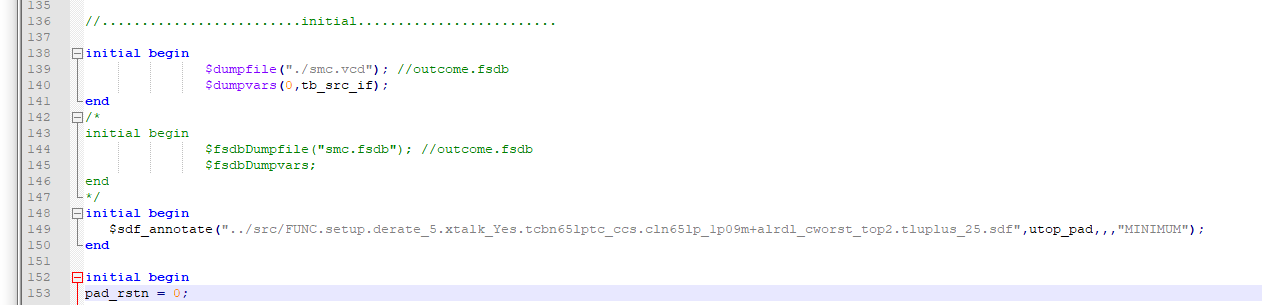 135
136 //.........................initial.........................
137
138 initial begin
139 $dumpfile("./smc.vcd"); //outcome.fsdb
140 $dumpvars(0,tb_src_if);
141 end
142 /*
143 initial begin
144 $fsdbDumpfile("smc.fsdb"); //outcome.fsdb
145 $fsdbDumpvars;
146 end
147 */
148 initial begin
149 $sdf_annotate("../src/FUNC.setup.derate_5.xtalk_Yes.tcbn65lptc_ccs.cln65lp_1p09m+alrdl_cworst_top2.tluplus_25.sdf",utop_pad,,,"MINIMUM");
150 end
151
152 initial begin
153 pad_rstn = 0;